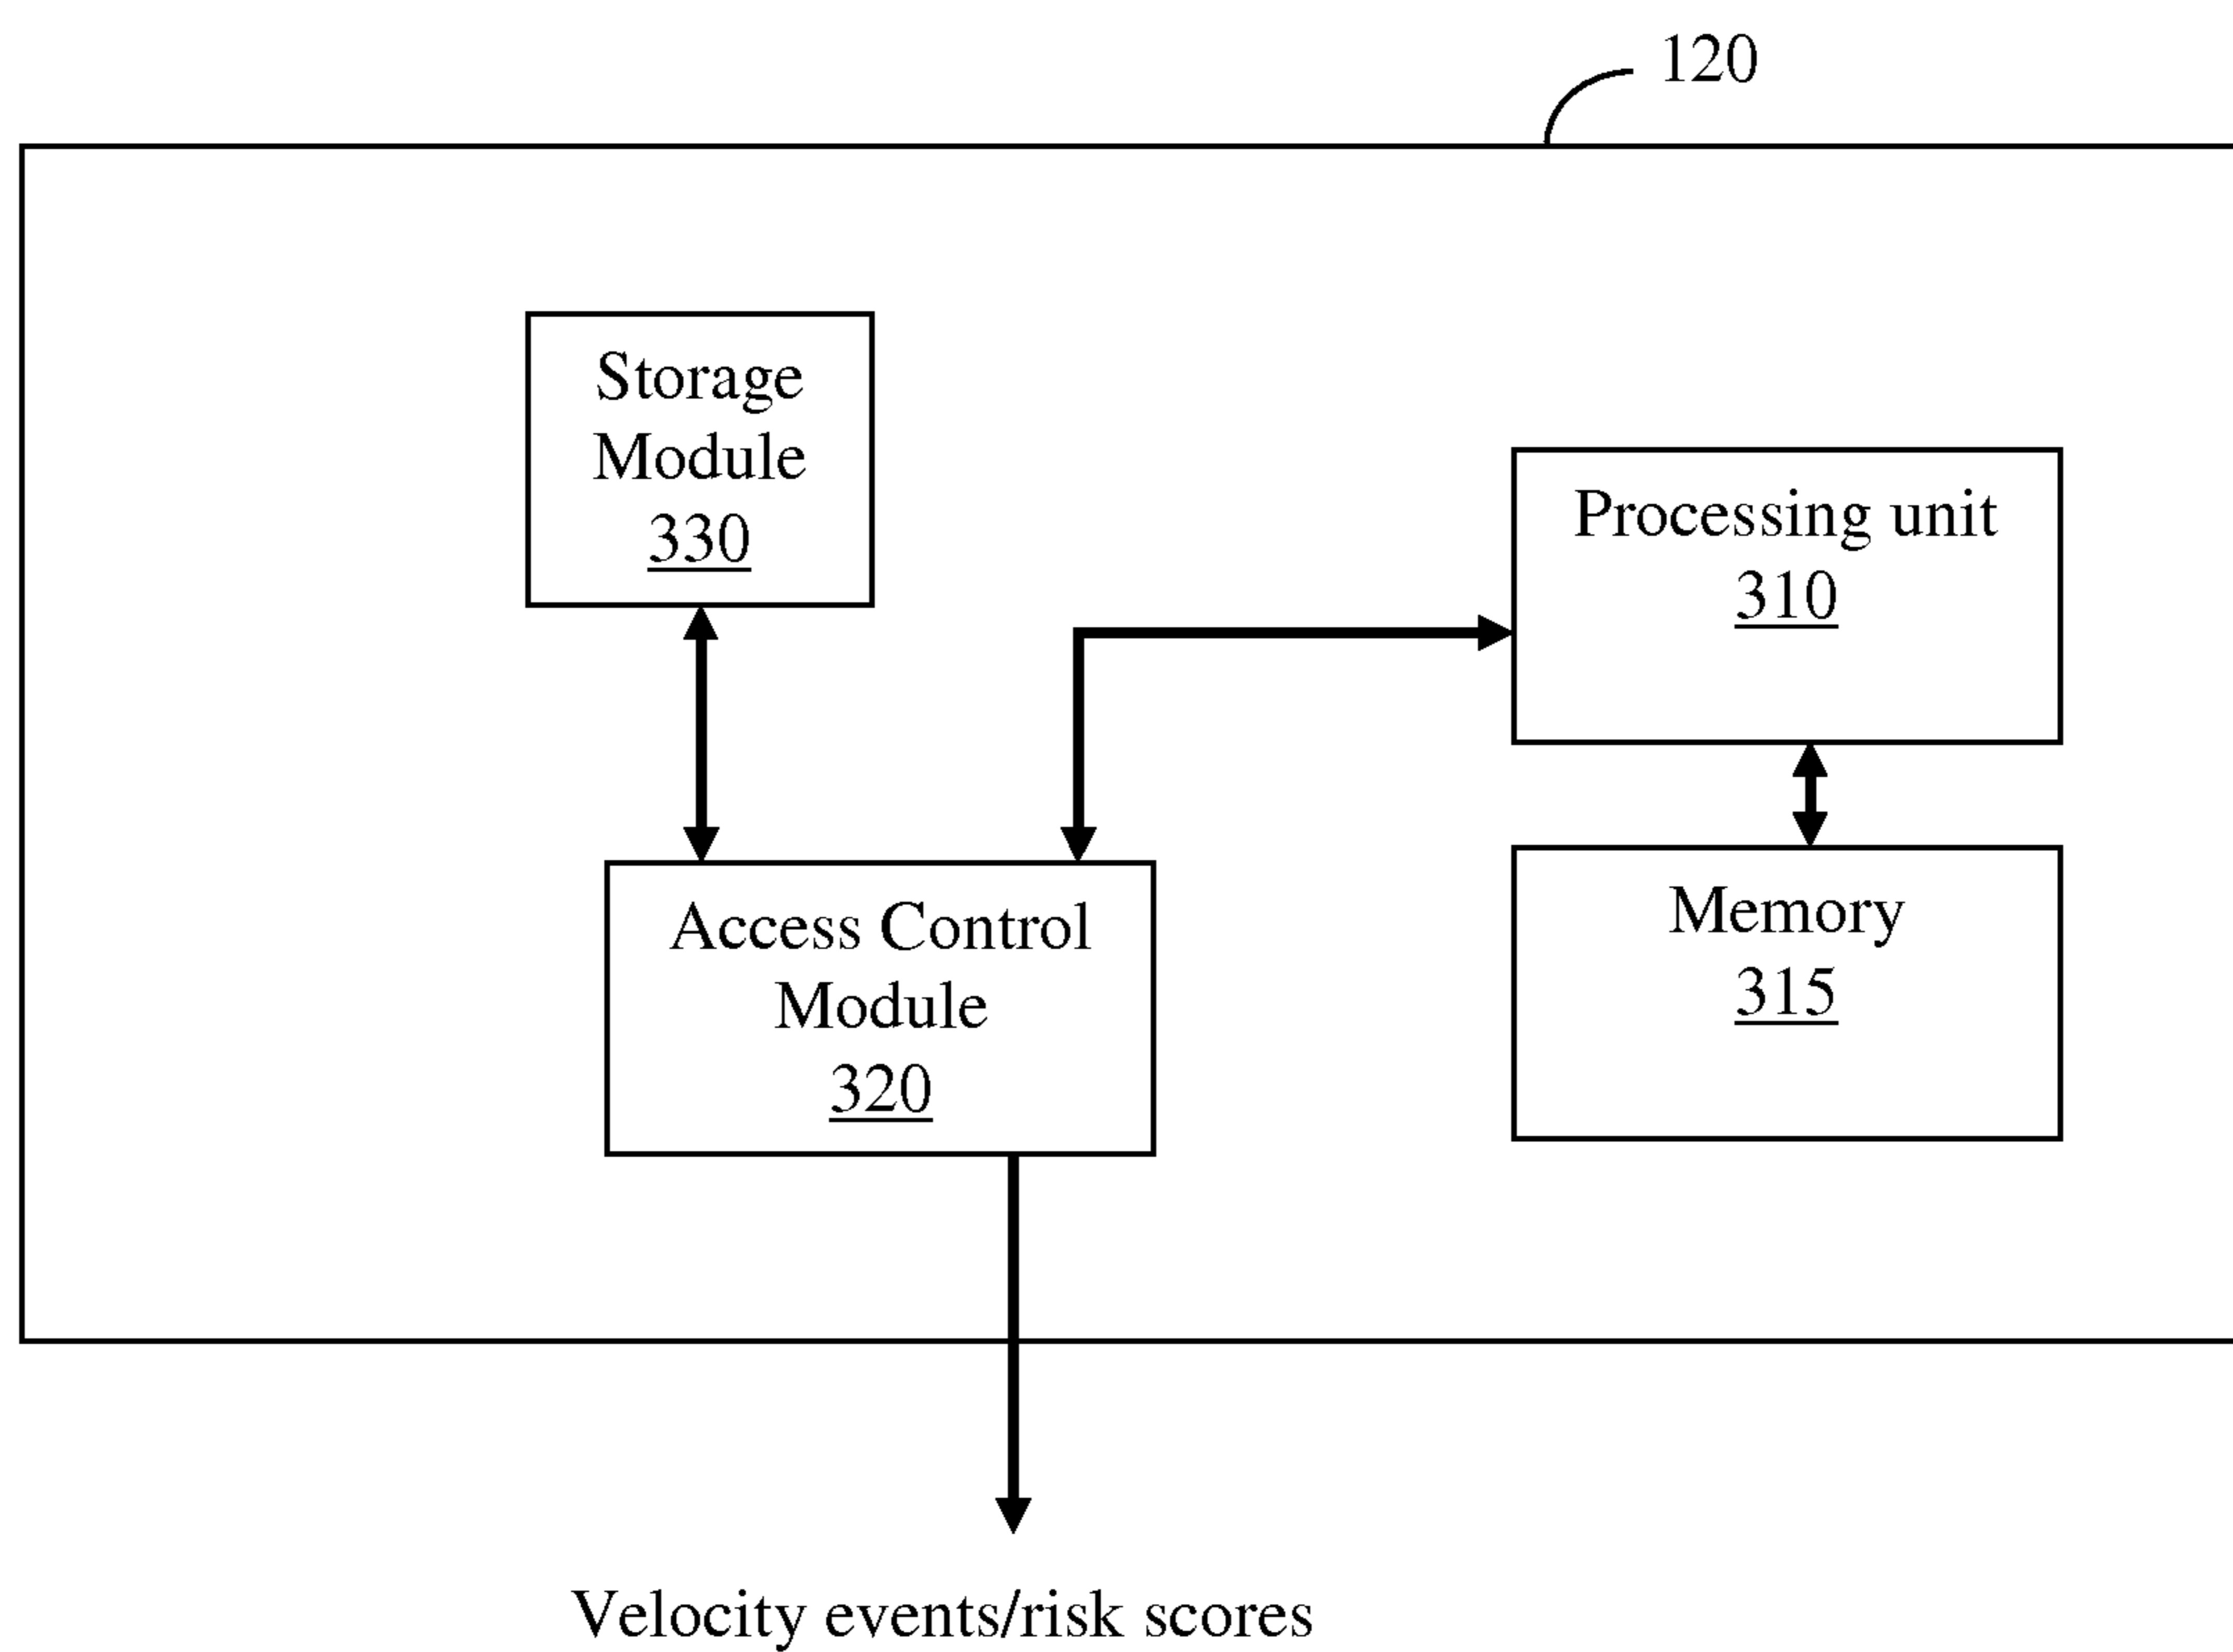 120
Storage
Module
330
Processing unit
310
Access Control
Module
320
Memory
315
Velocity events/risk scores